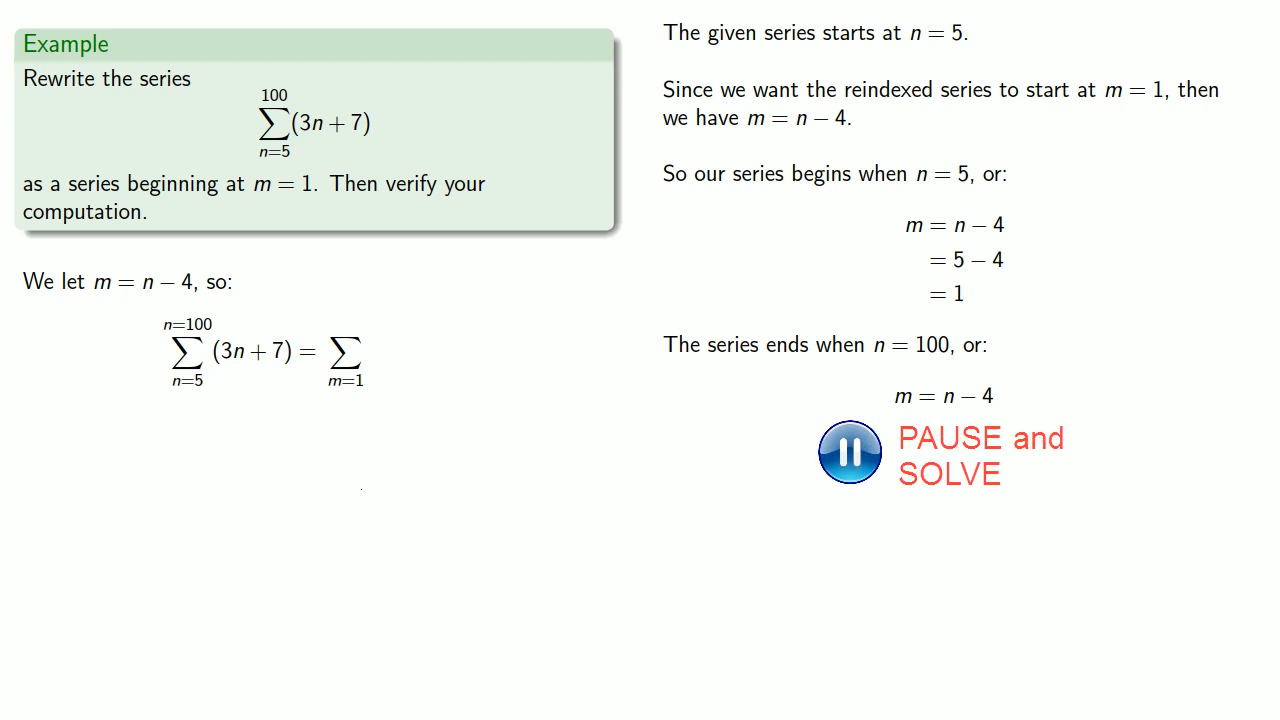 Example
Rewrite the series
100
∑(3n + 7)
n=5
as a series beginning at m = 1. Then verify your
computation.
We let m = n − 4, so:
n=100
∑ (3n + 7) = ∑
n=5 m=1
The given series starts at n = 5.
Since we want the reindexed series to start at m = 1, then
we have m = n − 4.
So our series begins when n = 5, or:
m = n − 4
= 5 − 4
= 1
The series ends when n = 100, or:
m = n − 4
PAUSE and
SOLVE